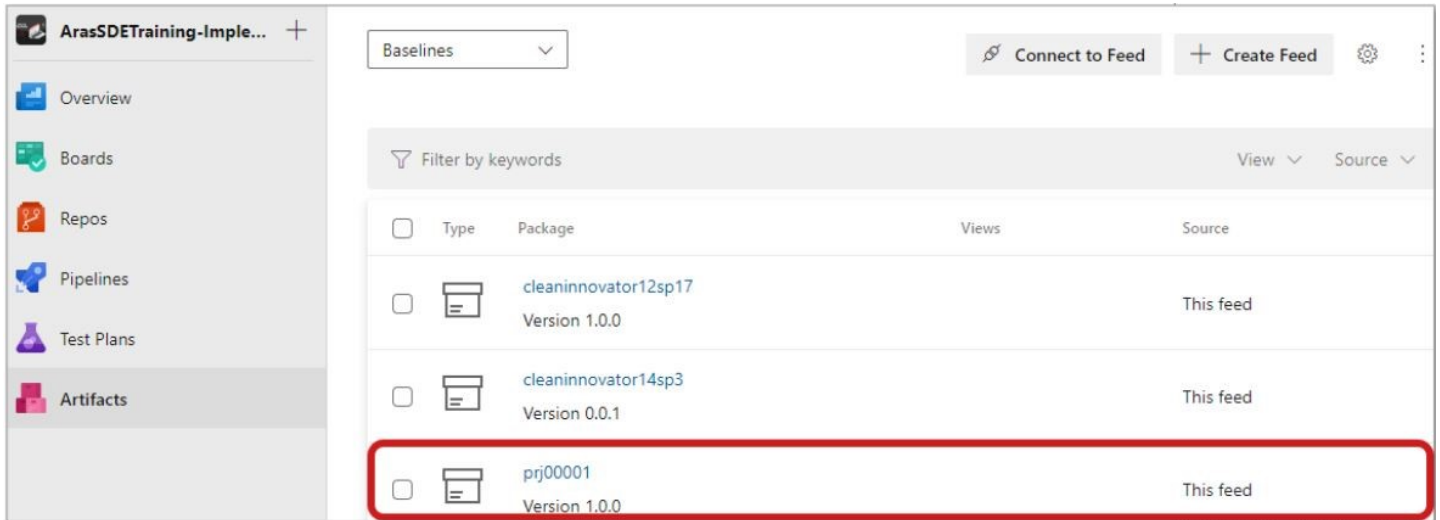 ArasSDETraining-Imple...
Overview
Boards
Repos
Pipelines
Test Plans
Artifacts
Baselines
Connect to Feed
Create Feed
Filter by keywords
View
Source
Type Package Views Source
cleaninnovator12sp17
Version 1.0.0
This feed
cleaninnovator14sp3
Version 0.0.1
This feed
prj00001
Version 1.0.0
This feed